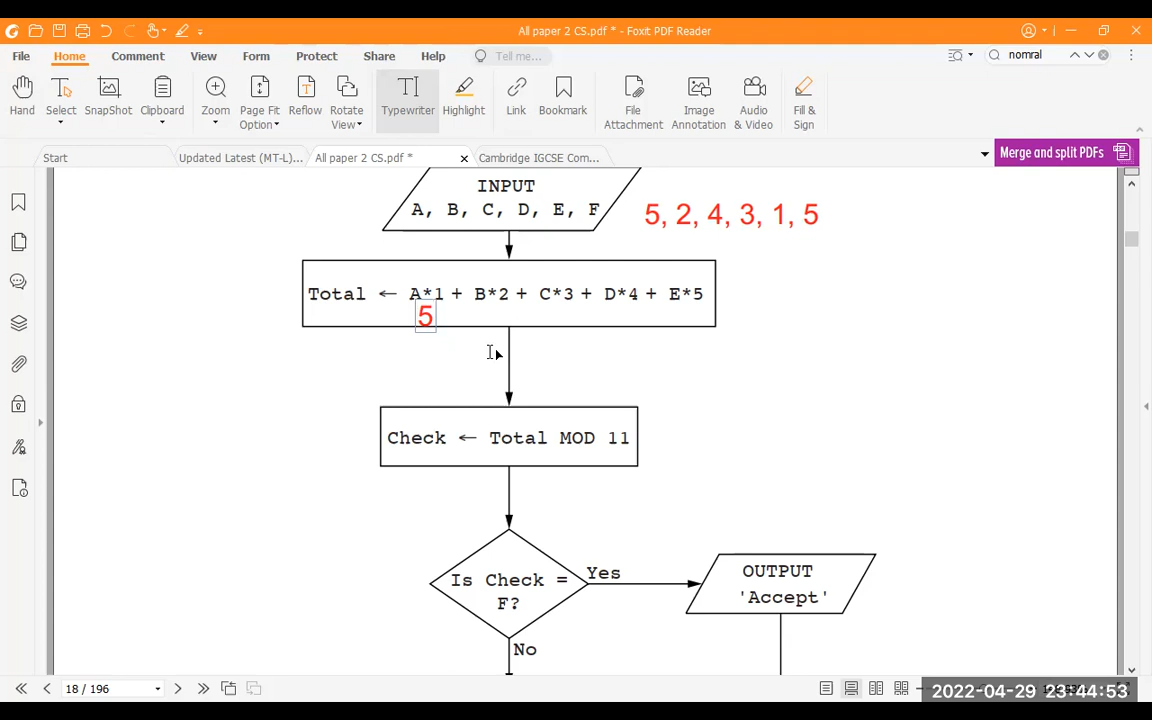 All paper 2 CS.pdf * - Foxit PDF Reader
File Home Comment View Form Protect Share Help Tell me... nomral
Hand Select SnapShot Clipboard Zoom Page Fit Option Reflow Rotate View Typewriter Highlight Link Bookmark File Attachment Image Annotation Audio & Video Fill & Sign
Start Updated Latest (MT-L)... All paper 2 CS.pdf * Cambridge IGCSE Com... Merge and split PDFs
INPUT
A, B, C, D, E, F
5, 2, 4, 3, 1, 5
Total ← A*1 + B*2 + C*3 + D*4 + E*5
5
Check ← Total MOD 11
Is Check =
F?
Yes
OUTPUT
'Accept'
No
18 / 196
2022-04-29 23:44:53